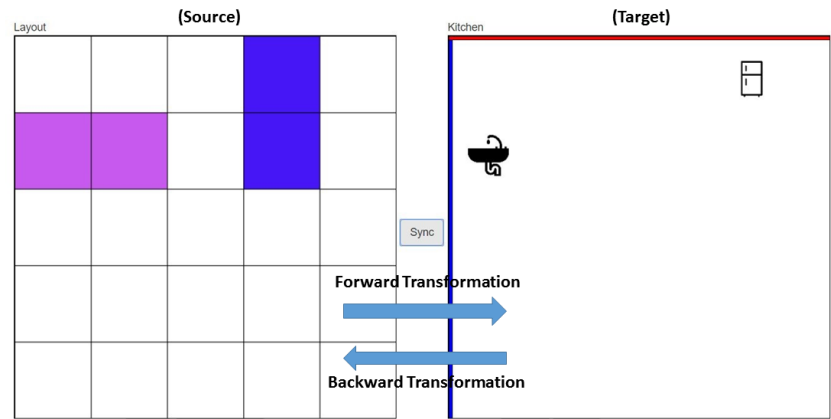 (Source)
(Target)
Layout
Kitchen
Sync
Forward Transformation
Backward Transformation